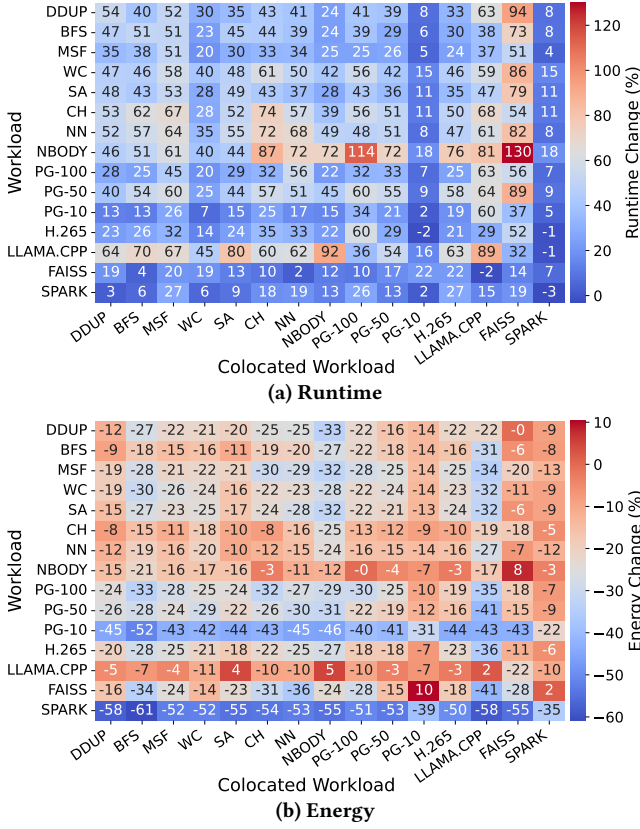 DDUP 54 40 52 30 35 43 41 24 41 39 8 33 63 94 8
BFS 47 51 51 23 45 44 39 24 39 29 6 30 38 73 8
MSF 35 38 51 20 30 33 34 25 25 26 5 24 37 51 4
WC 47 46 58 40 49 61 50 42 56 42 15 46 59 86 15
SA 48 43 53 28 49 43 37 28 43 36 11 35 47 79 11
CH 53 62 67 28 52 74 57 39 56 51 11 50 68 54 11
NN 52 57 64 35 55 72 68 49 48 51 8 47 61 82 8
NBODY 46 51 61 40 44 87 72 72 114 72 18 76 81 130 18
PG-100 28 25 45 20 29 32 56 22 32 33 7 25 63 56 7
PG-50 40 54 60 25 44 57 51 45 60 55 9 58 64 89 9
PG-10 13 13 26 7 15 25 17 15 34 21 2 19 60 37 5
H.265 23 26 32 14 24 35 33 22 60 29 -2 21 29 52 -1
LLAMA.CPP 64 70 67 45 80 60 62 92 36 54 16 63 89 32 -1
FAISS 19 4 20 19 13 10 2 12 10 17 22 22 -2 14 7
SPARK 3 6 27 6 9 18 19 13 26 13 2 27 15 19 -3
DDUP BFS MSF WC SA CH NN NBODY PG-100 PG-50 PG-10 H.265 LLAMA.CPP FAISS SPARK
Colocated Workload
Workload
120
100
80
60
40
20
0
Runtime Change (%)
(a) Runtime
DDUP -12 -27 -22 -21 -20 -25 -25 -33 -22 -16 -14 -22 -22 -0 -9
BFS -9 -18 -15 -16 -11 -19 -20 -27 -22 -18 -14 -16 -31 -6 -8
MSF -19 -28 -21 -22 -21 -30 -29 -32 -28 -25 -14 -25 -34 -20 -13
WC -19 -30 -26 -24 -16 -22 -23 -28 -22 -24 -14 -23 -32 -11 -9
SA -15 -27 -23 -25 -17 -24 -28 -32 -22 -21 -13 -24 -32 -6 -9
CH -8 -15 -11 -18 -10 -8 -16 -25 -13 -12 -9 -10 -19 -18 -5
NN -12 -19 -16 -20 -10 -12 -15 -24 -16 -15 -14 -16 -27 -7 -12
NBODY -15 -21 -16 -17 -16 -3 -11 -12 -0 -4 -7 -3 -17 8 -3
PG-100 -24 -33 -28 -25 -24 -32 -27 -29 -30 -25 -10 -19 -35 -18 -7
PG-50 -26 -28 -24 -29 -22 -26 -30 -31 -22 -19 -12 -16 -41 -15 -9
PG-10 -45 -52 -43 -42 -44 -43 -45 -46 -40 -41 -31 -44 -43 -43 -22
H.265 -20 -28 -25 -21 -18 -22 -25 -27 -16 -18 -7 -23 -36 -11 -6
LLAMA.CPP -5 -7 -4 -11 4 -10 -10 5 -10 -3 -7 -3 2 -22 -10
FAISS -16 -34 -24 -14 -23 -31 -36 -24 -28 -15 10 -18 -41 -28 2
SPARK -58 -61 -52 -52 -55 -54 -53 -55 -51 -53 -39 -50 -58 -55 -35
DDUP BFS MSF WC SA CH NN NBODY PG-100 PG-50 PG-10 H.265 LLAMA.CPP FAISS SPARK
Colocated Workload
Workload
10
0
−10
−20
−30
−40
−50
−60
Energy Change (%)
(b) Energy